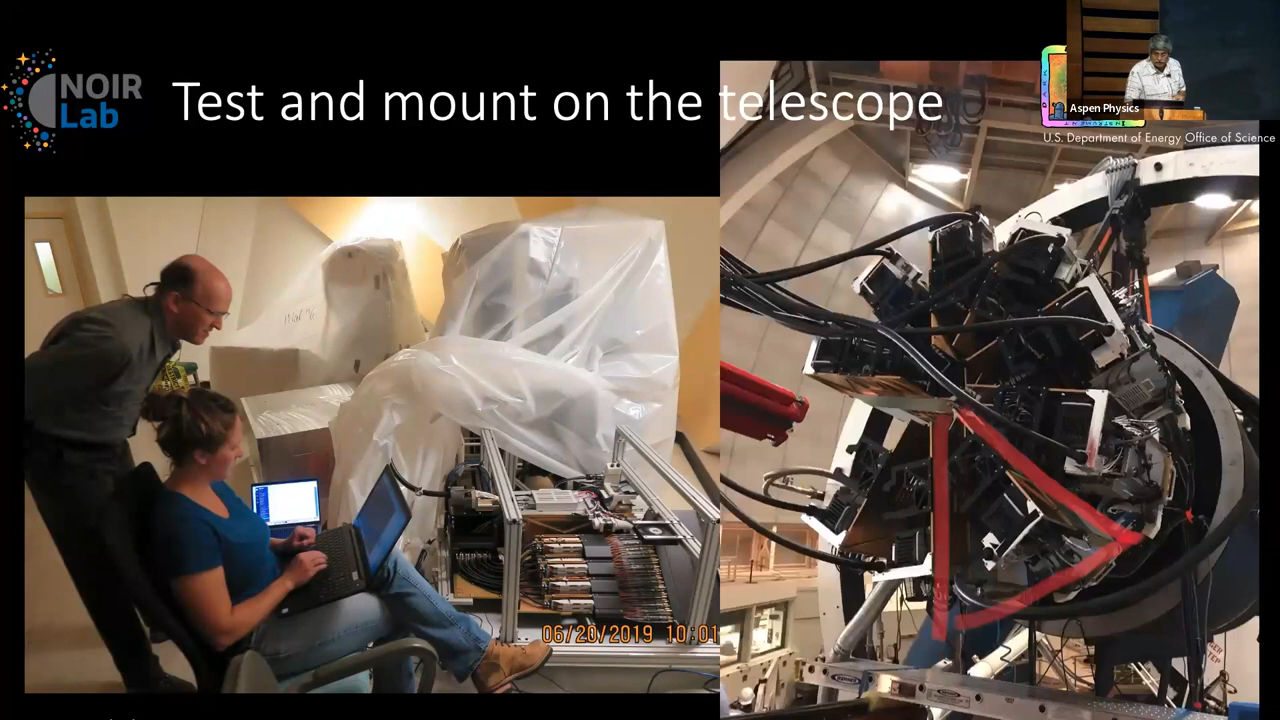 NOIR
Lab
Test and mount on the telescope
Aspen Physics
U.S. Department of Energy Office of Science
06/20/2019 10:01